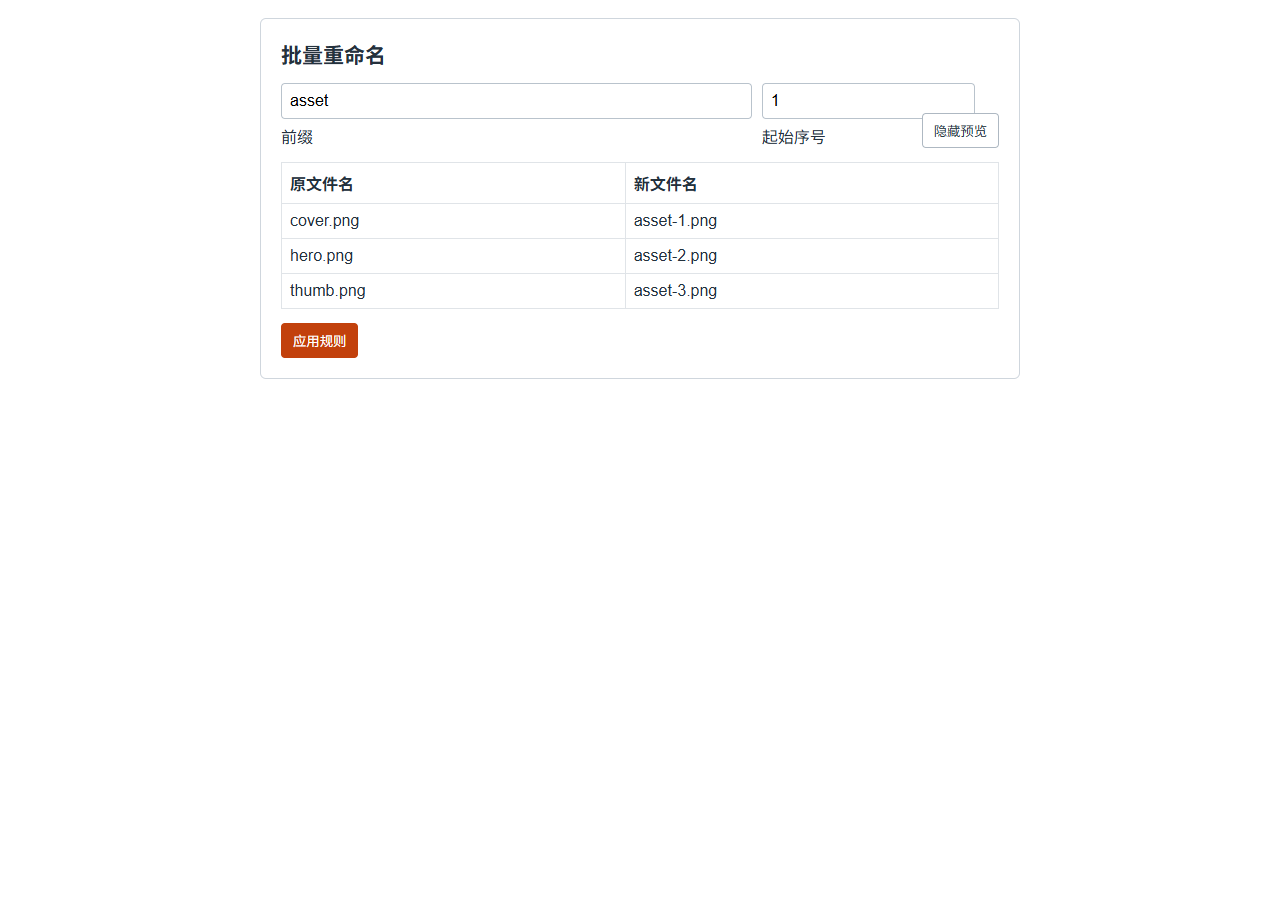 批量重命名
asset
1
前缀
起始序号
隐藏预览
原文件名 新文件名
cover.png asset-1.png
hero.png asset-2.png
thumb.png asset-3.png
应用规则